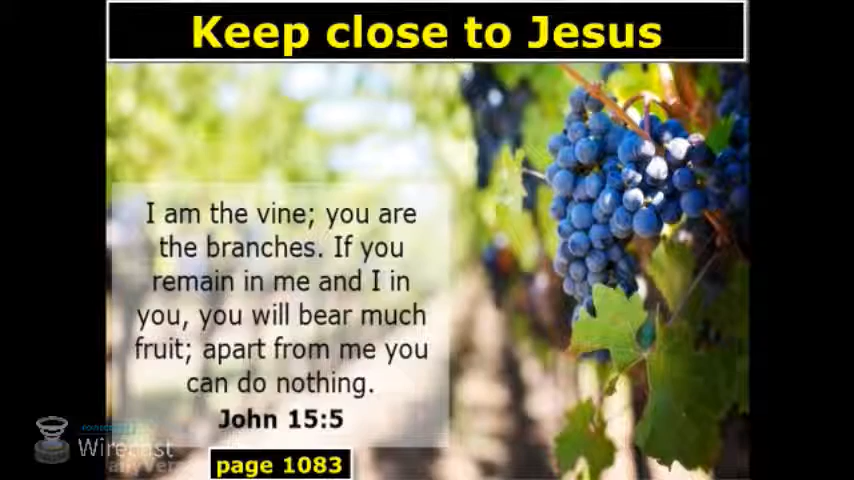 Keep close to Jesus
I am the vine; you are
the branches. If you
remain in me and I in
you, you will bear much
fruit; apart from me you
can do nothing.
John 15:5
Wirecast
page 1083